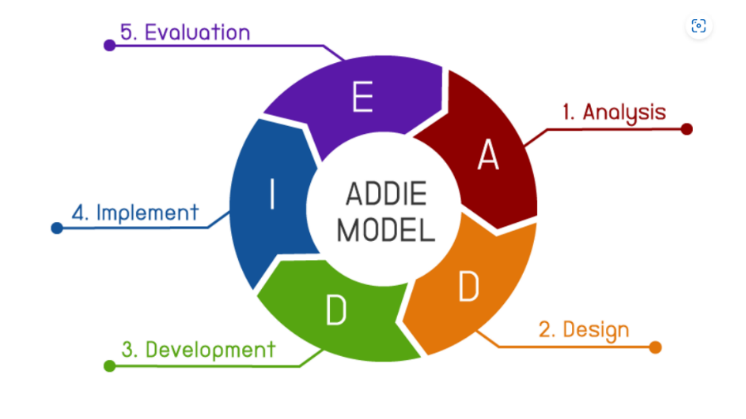 5. Evaluation
1. Analysis
E
A
I
ADDIE
MODEL
4. Implement
D
D
2. Design
3. Development